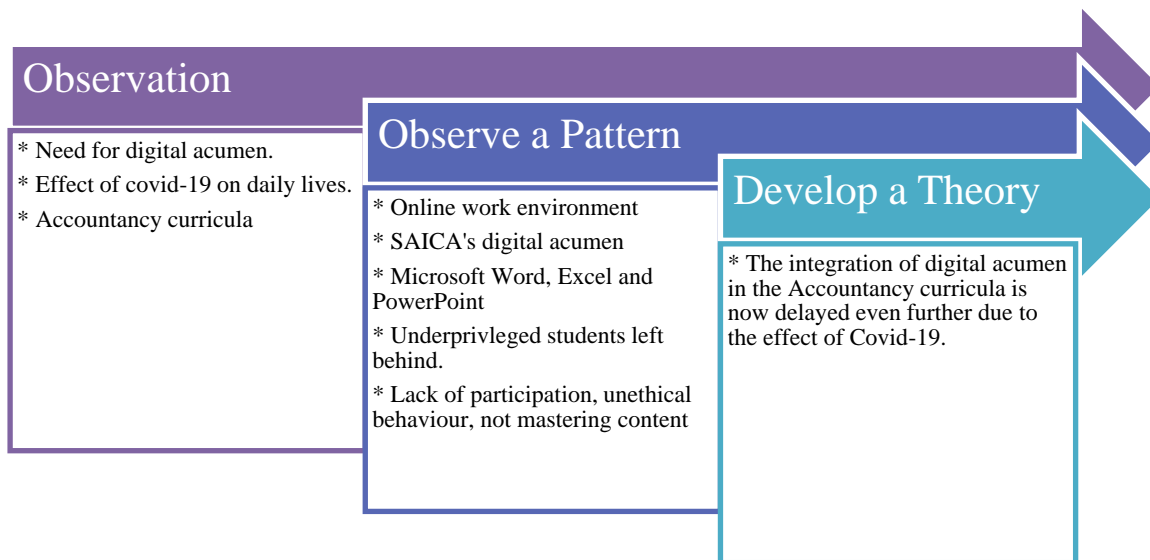 Observation
* Need for digital acumen.
* Effect of covid-19 on daily lives.
* Accountancy curricula
Observe a Pattern
* Online work environment
* SAICA's digital acumen
* Microsoft Word, Excel and
PowerPoint
* Underprivleged students left
behind.
* Lack of participation, unethical
behaviour, not mastering content
Develop a Theory
* The integration of digital acumen
in the Accountancy curricula is
now delayed even further due to
the effect of Covid-19.